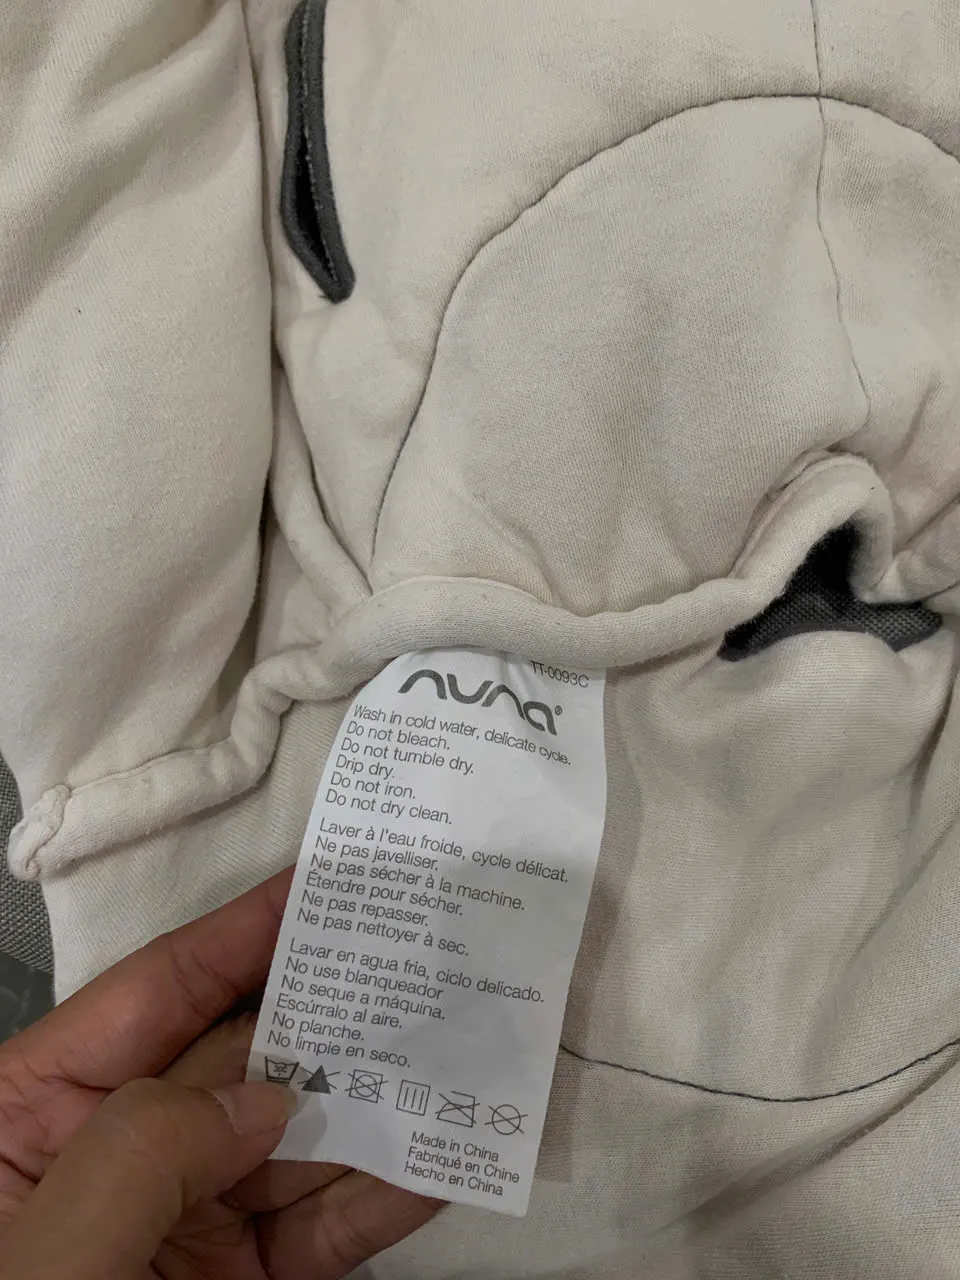 TT-0093C
nuna®
Wash in cold water, delicate cycle.
Do not bleach.
Do not tumble dry.
Drip dry.
Do not iron.
Do not dry clean.
Laver à l'eau froide, cycle délicat.
Ne pas javelliser.
Ne pas sécher à la machine.
Étendre pour sécher.
Ne pas repasser.
Ne pas nettoyer à sec.
Lavar en agua fria, ciclo delicado.
No use blanqueador
No seque a máquina.
Escúrralo al aire.
No planche.
No limpie en seco.
30C
Made in China
Fabriqué en Chine
Hecho en China